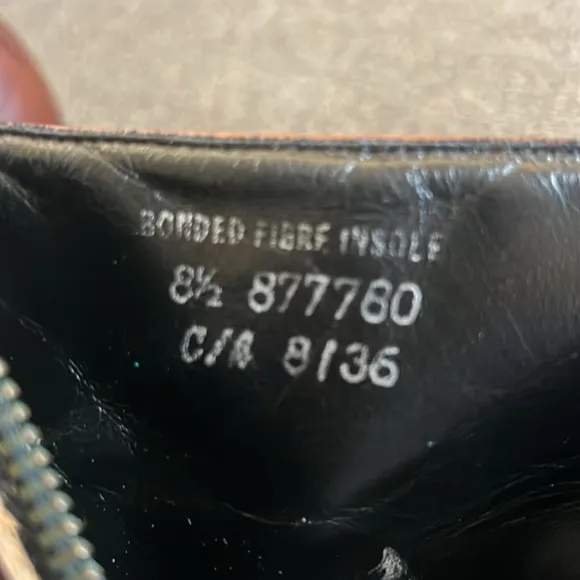 BONDED FIBRE INSOLE
8½ 877780
C/A 8136